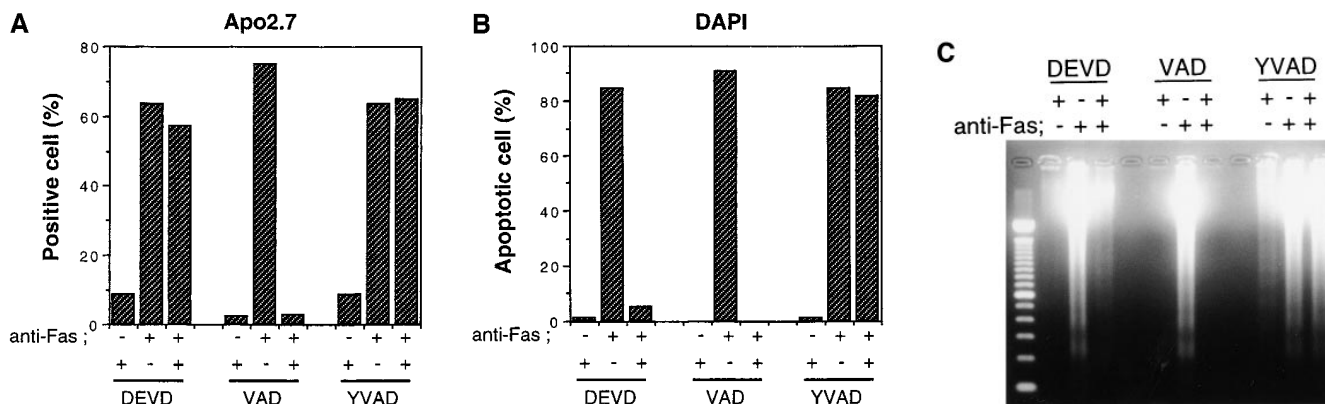 A
Apo2.7
Positive cell (%)
80
60
40
20
0
anti-Fas ; - + + - + + - + +
+ - + + - + + - +
DEVD VAD YVAD
B
DAPI
Apoptotic cell (%)
100
80
60
40
20
0
anti-Fas ; - + + - + + - + +
+ - + + - + + - +
DEVD VAD YVAD
C
DEVD VAD YVAD
+ - + + - + + - +
anti-Fas; - + + - + + - + +